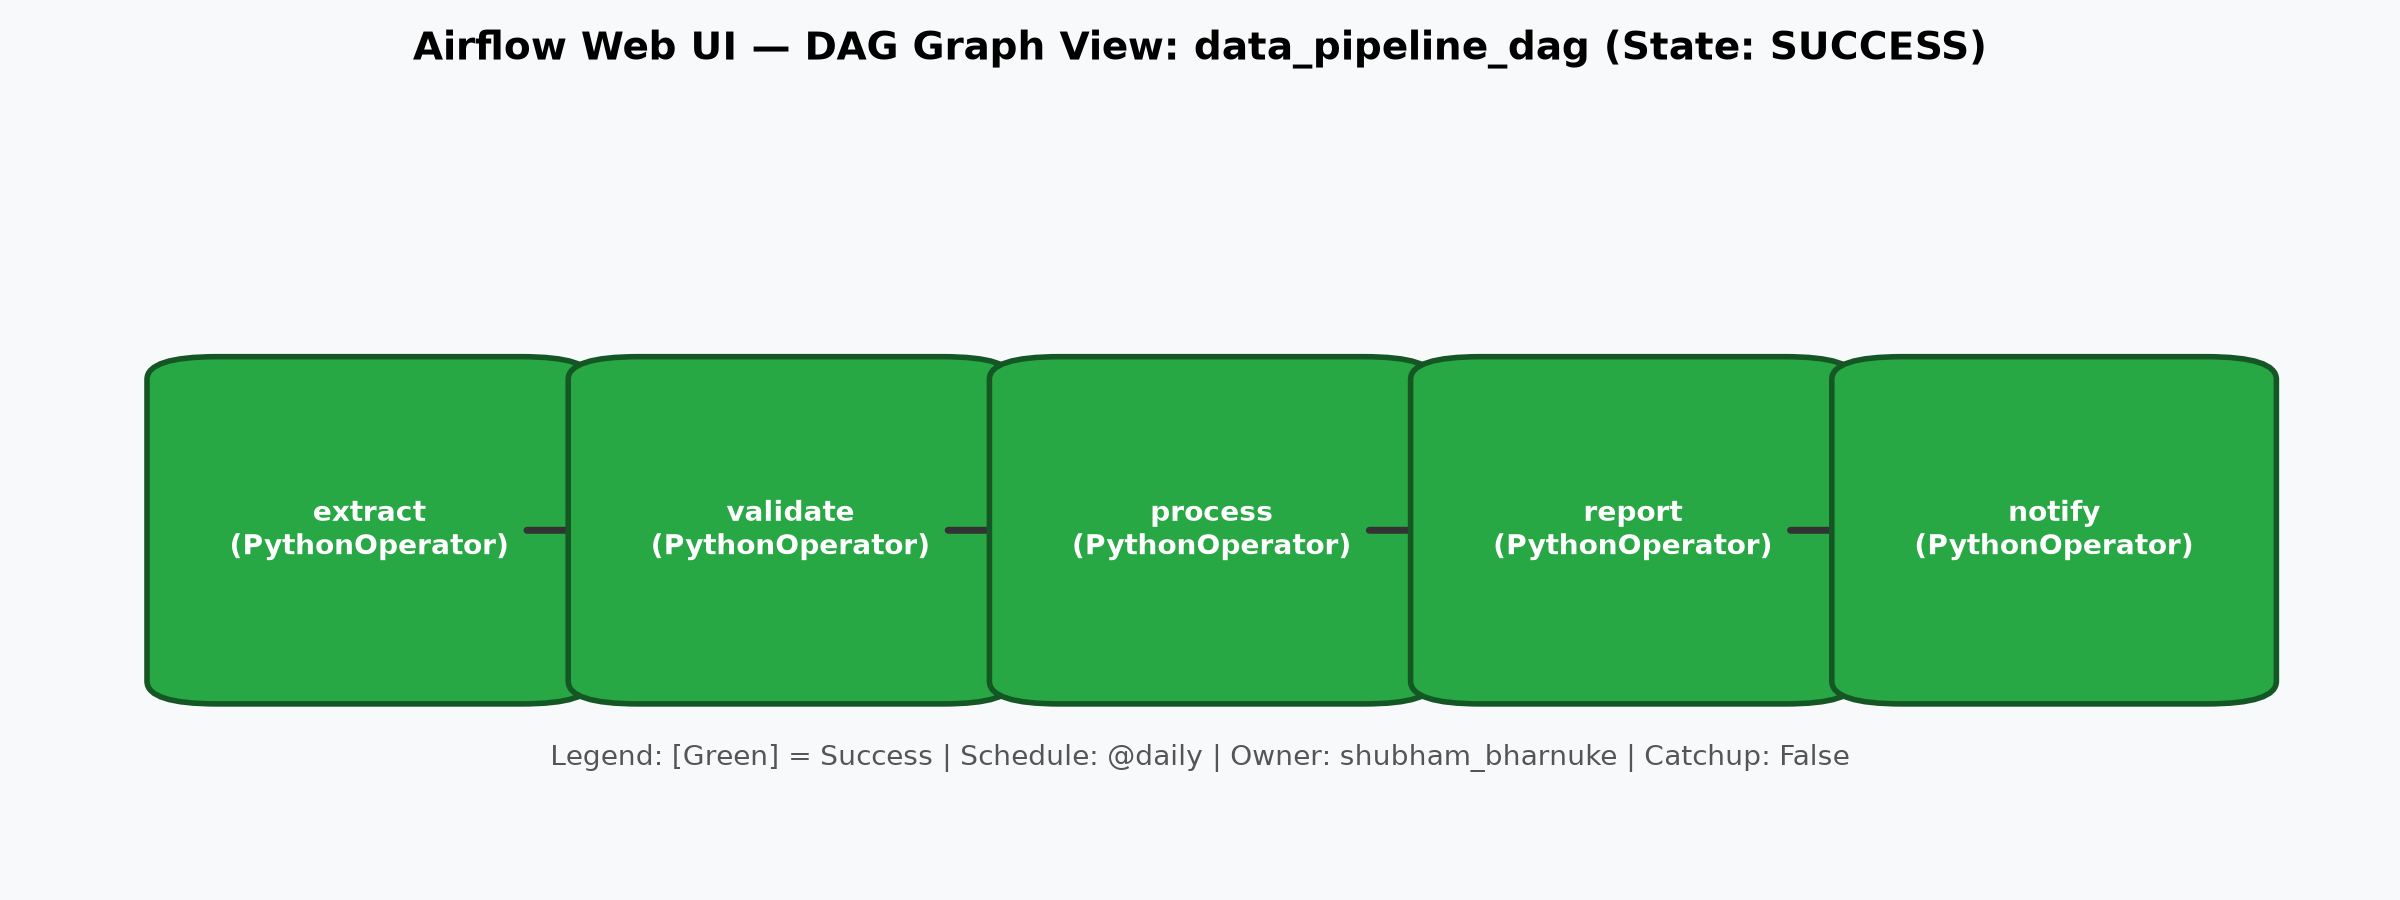 Airflow Web UI — DAG Graph View: data_pipeline_dag (State: SUCCESS)
extract
(PythonOperator)
validate
(PythonOperator)
process
(PythonOperator)
report
(PythonOperator)
notify
(PythonOperator)
Legend: [Green] = Success | Schedule: @daily | Owner: shubham_bharnuke | Catchup: False